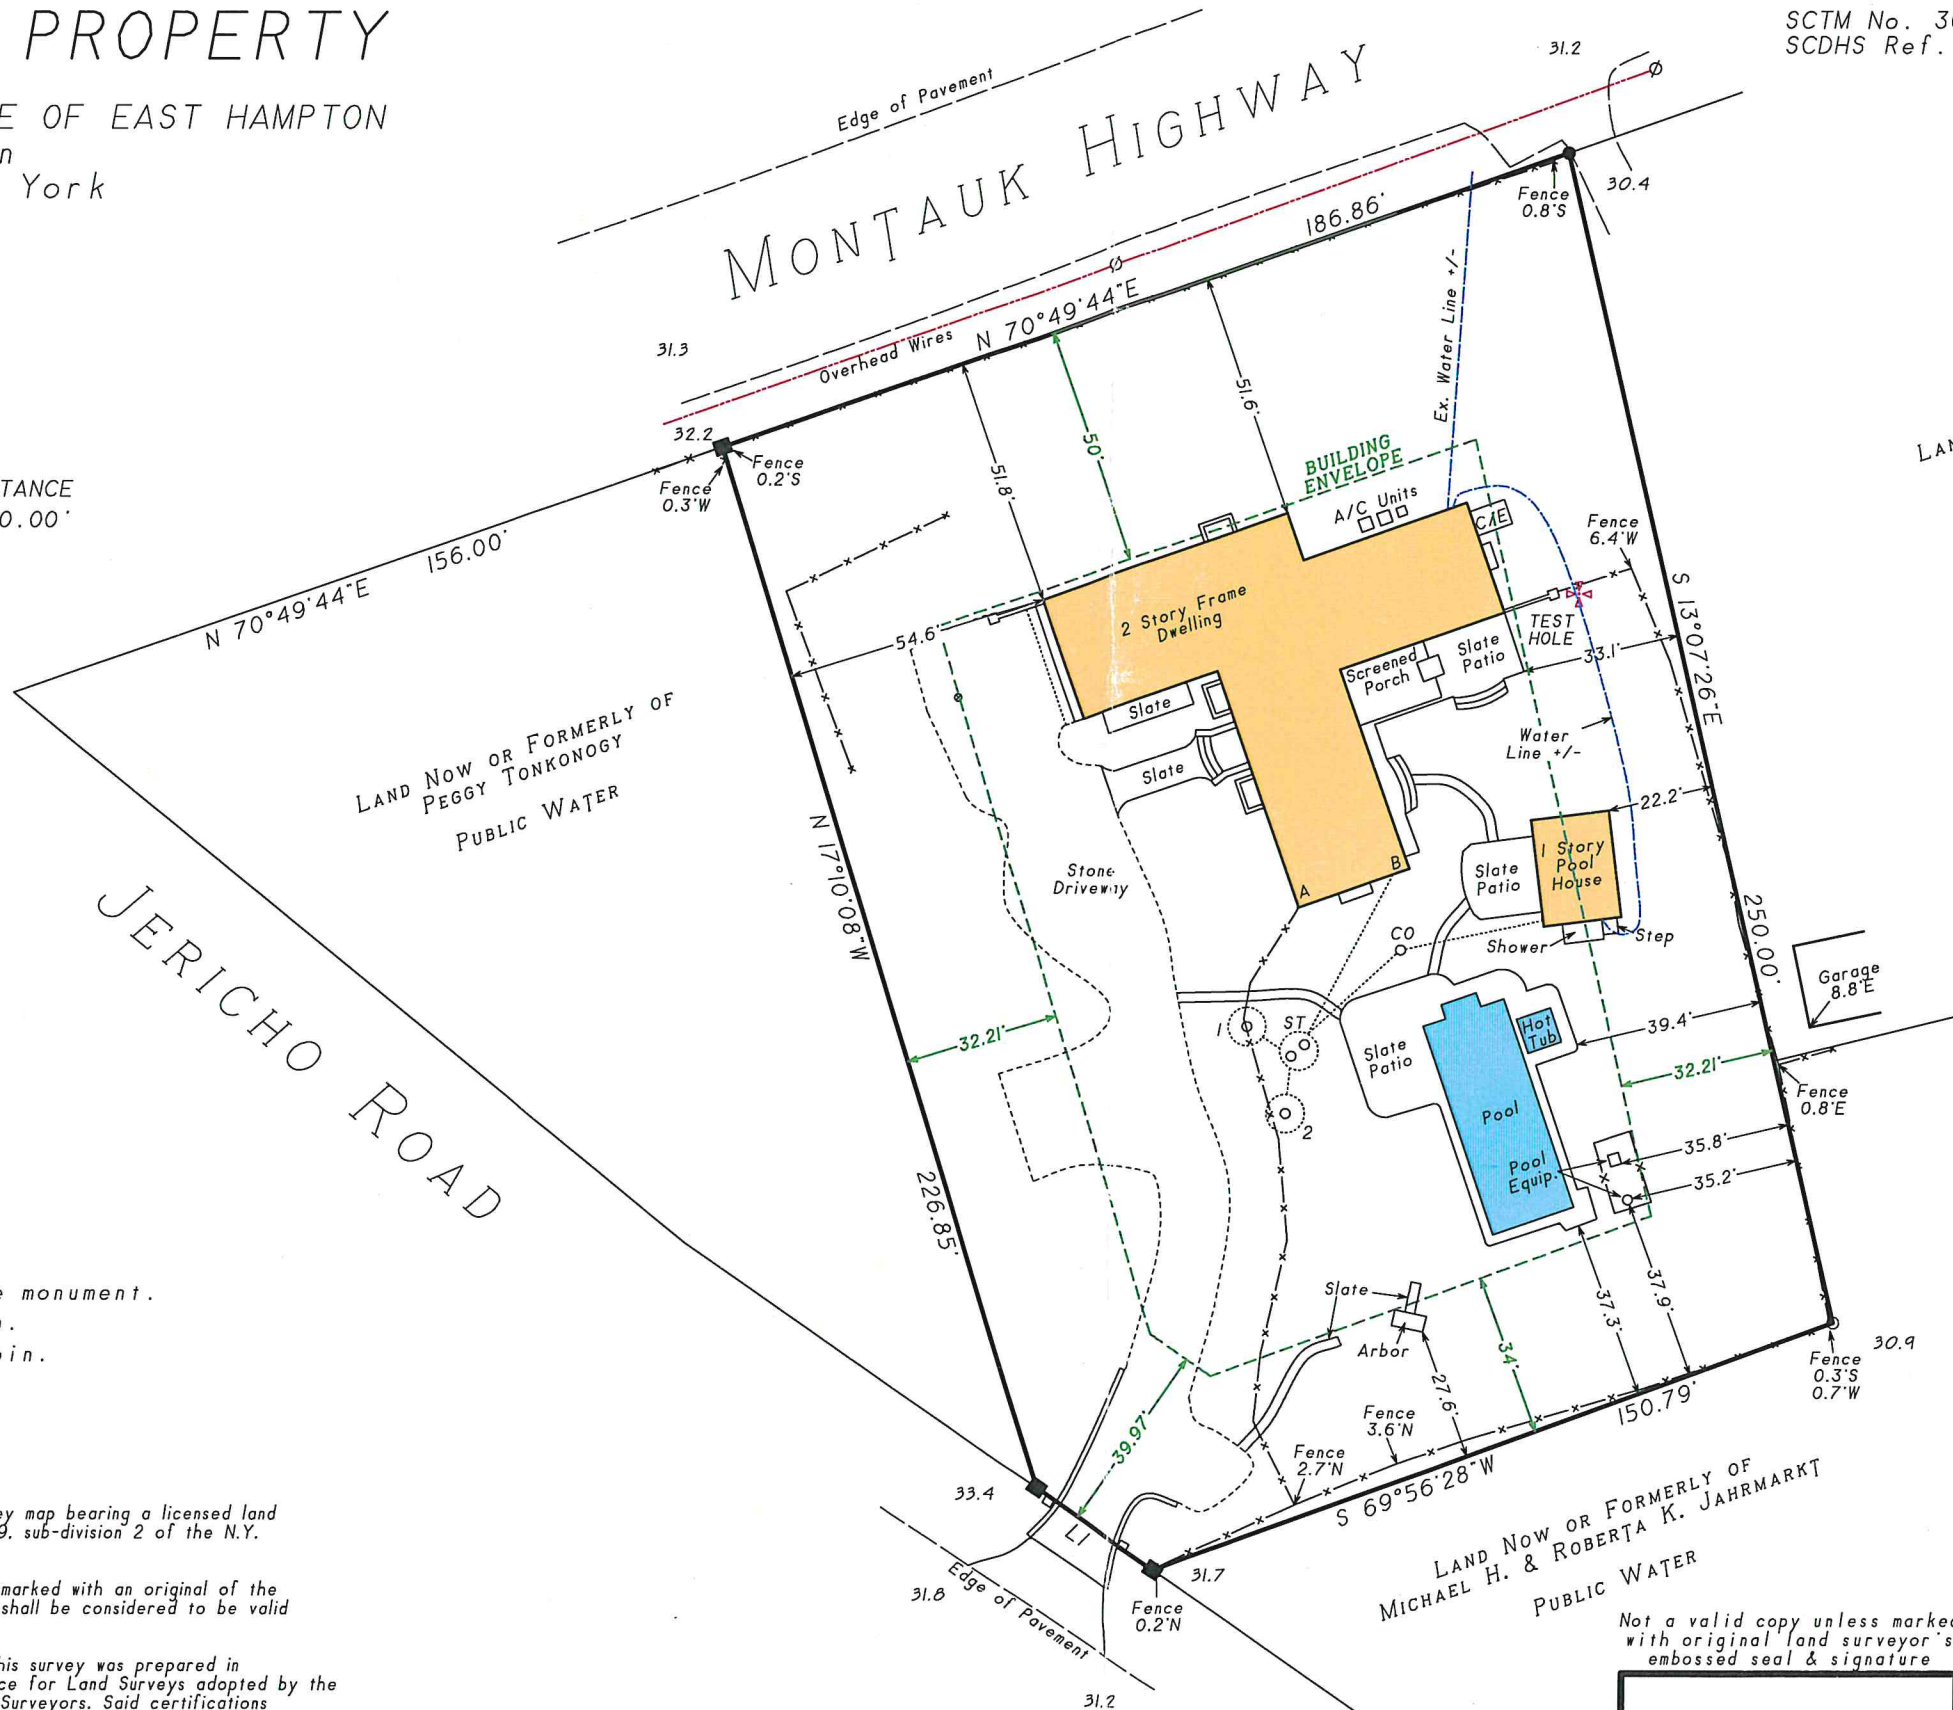 PROPERTY
E OF EAST HAMPTON
n
York
SCTM No. 3
SCDHS Ref.
TANCE
0.00'
Edge of Pavement
MONTAUK HIGHWAY
31.2
30.4
31.3
32.2
Overhead Wires
N 70°49'44"E
186.86'
Fence
0.8'S
Fence
0.2'S
Fence
0.3'W
N 70°49'44"E
156.00'
51.8'
50'
51.6'
Ex. Water Line +/-
BUILDING
ENVELOPE
A/C Units
C/E
Fence
6.4'W
TEST
HOLE
S 13°07'26"E
250.00'
LAN
54.6'
2 Story Frame
Dwelling
Screened
Porch
Slate
Patio
33.1'
Water
Line +/-
Slate
Slate
LAND NOW OR FORMERLY OF
PEGGY TONKONOGY
PUBLIC WATER
N 17°10'08"W
226.85'
Stone
Driveway
A
B
22.2'
1 Story
Pool
House
Slate
Patio
CO
Shower
Step
Garage
8.8'E
JERICHO ROAD
32.21'
1
ST
2
Slate
Patio
Hot
Tub
39.4'
32.21'
Fence
0.8'E
Pool
Pool
Equip.
35.8'
35.2'
37.3'
37.9'
Slate
Arbor
27.6'
34'
39.97'
30.9
Fence
0.3'S
0.7'W
150.79'
S 69°56'28"W
Fence
3.6'N
Fence
2.7'N
33.4
L1
31.7
31.8
Edge of Pavement
Fence
0.2'N
31.2
LAND NOW OR FORMERLY OF
MICHAEL H. & ROBERTA K. JAHRMARKT
PUBLIC WATER
e monument.
.
in.
ey map bearing a licensed land
9, sub-division 2 of the N.Y.
marked with an original of the
shall be considered to be valid
his survey was prepared in
ce for Land Surveys adopted by the
Surveyors. Said certifications
Not a valid copy unless marked
with original land surveyor's
embossed seal & signature